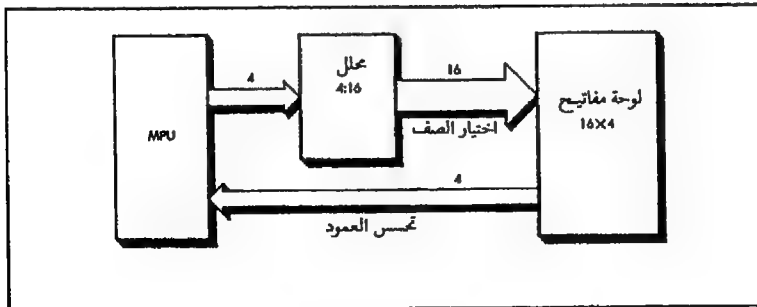 MPU
4
محلل
4:16
16
اختيار الصف
لوحة مفاتيح
16X4
4
تحسس العمود